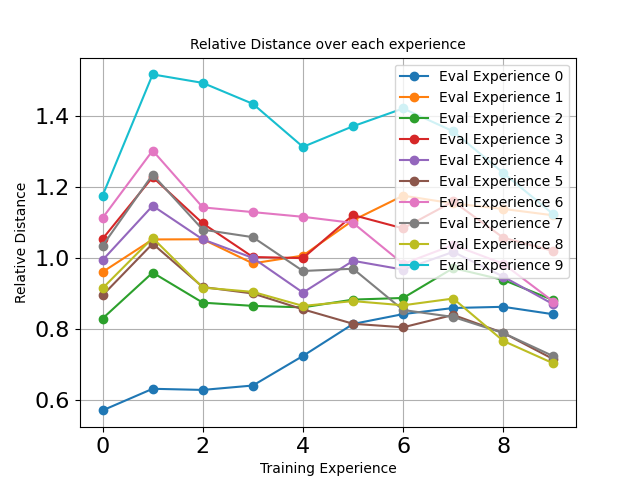 Relative Distance over each experience
Relative Distance
1.4
1.2
1.0
0.8
0.6
Eval Experience 0
Eval Experience 1
Eval Experience 2
Eval Experience 3
Eval Experience 4
Eval Experience 5
Eval Experience 6
Eval Experience 7
Eval Experience 8
Eval Experience 9
0 2 4 6 8
Training Experience